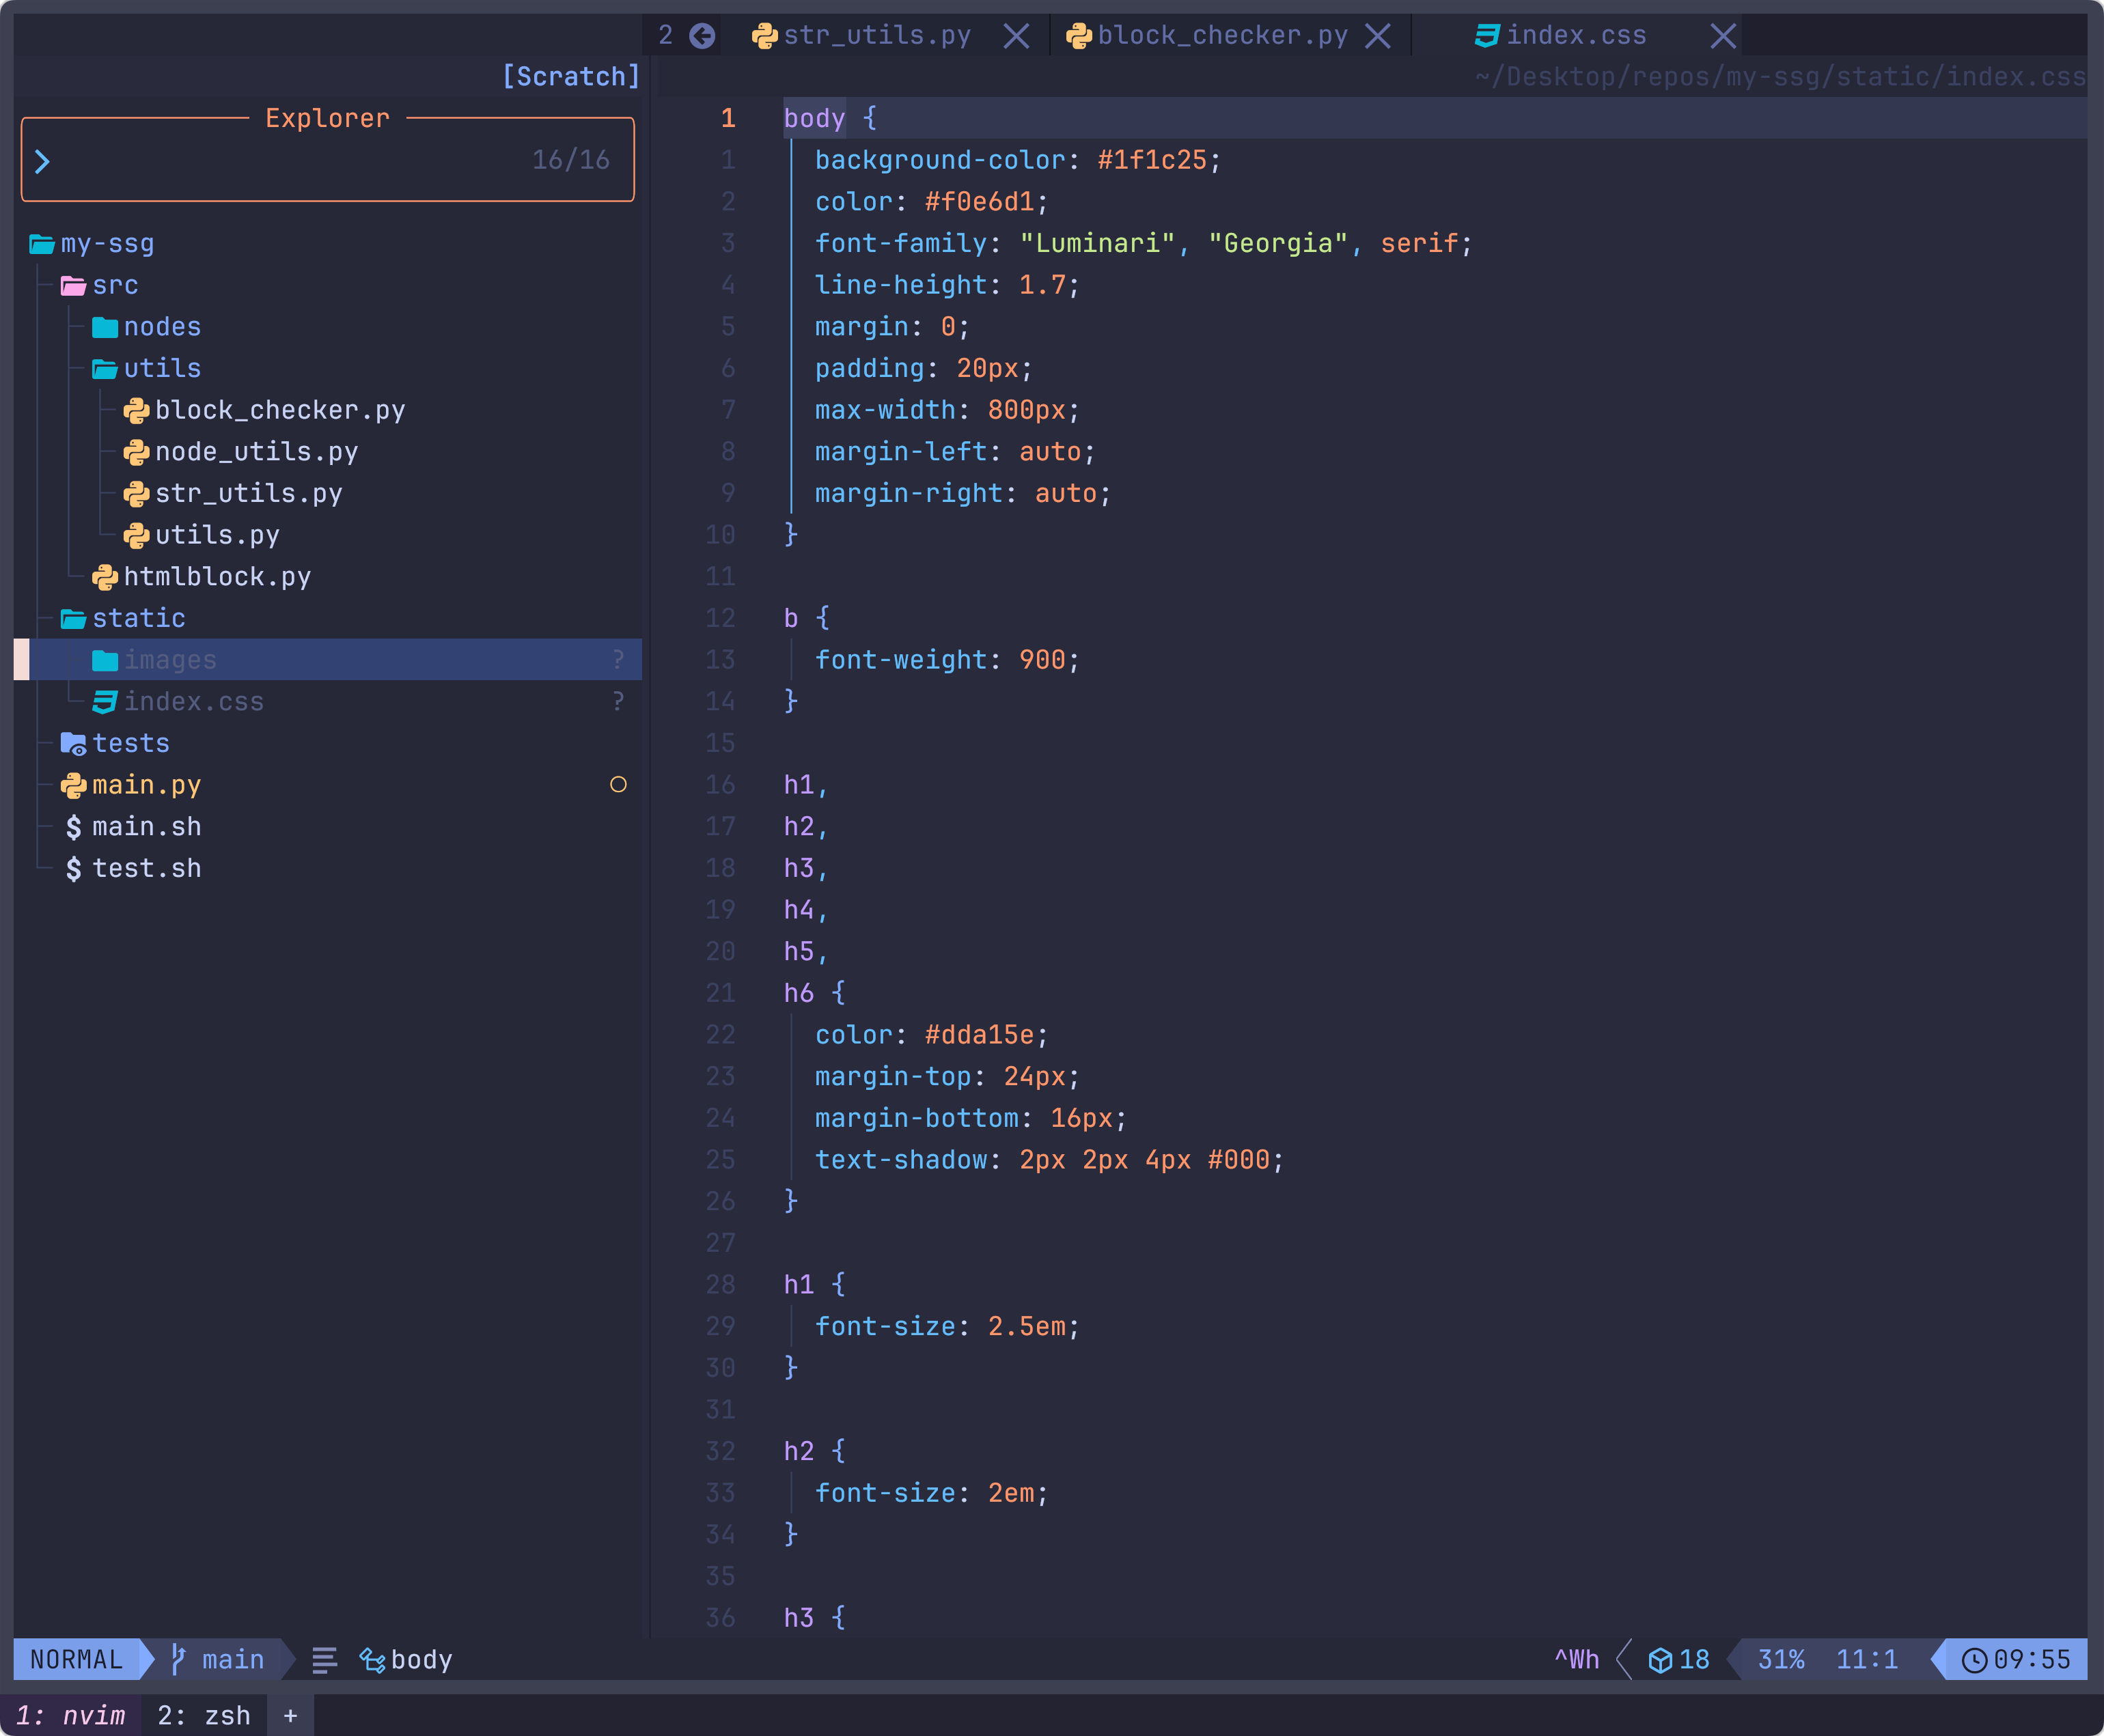 2 str_utils.py block_checker.py index.css
[Scratch]
~/Desktop/repos/my-ssg/static/index.css
Explorer
> 16/16
my-ssg
src
nodes
utils
block_checker.py
node_utils.py
str_utils.py
utils.py
htmlblock.py
static
images ?
index.css ?
tests
main.py
$ main.sh
$ test.sh
1 body {
1 background-color: #1f1c25;
2 color: #f0e6d1;
3 font-family: "Luminari", "Georgia", serif;
4 line-height: 1.7;
5 margin: 0;
6 padding: 20px;
7 max-width: 800px;
8 margin-left: auto;
9 margin-right: auto;
10 }
11
12 b {
13 font-weight: 900;
14 }
15
16 h1,
17 h2,
18 h3,
19 h4,
20 h5,
21 h6 {
22 color: #dda15e;
23 margin-top: 24px;
24 margin-bottom: 16px;
25 text-shadow: 2px 2px 4px #000;
26 }
27
28 h1 {
29 font-size: 2.5em;
30 }
31
32 h2 {
33 font-size: 2em;
34 }
35
36 h3 {
NORMAL main body ^Wh 18 31% 11:1 09:55
1: nvim 2: zsh +